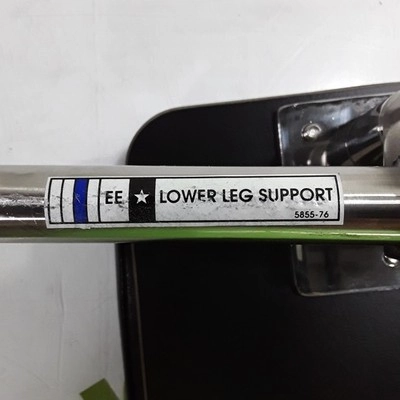 EE ★ LOWER LEG SUPPORT
5855-76